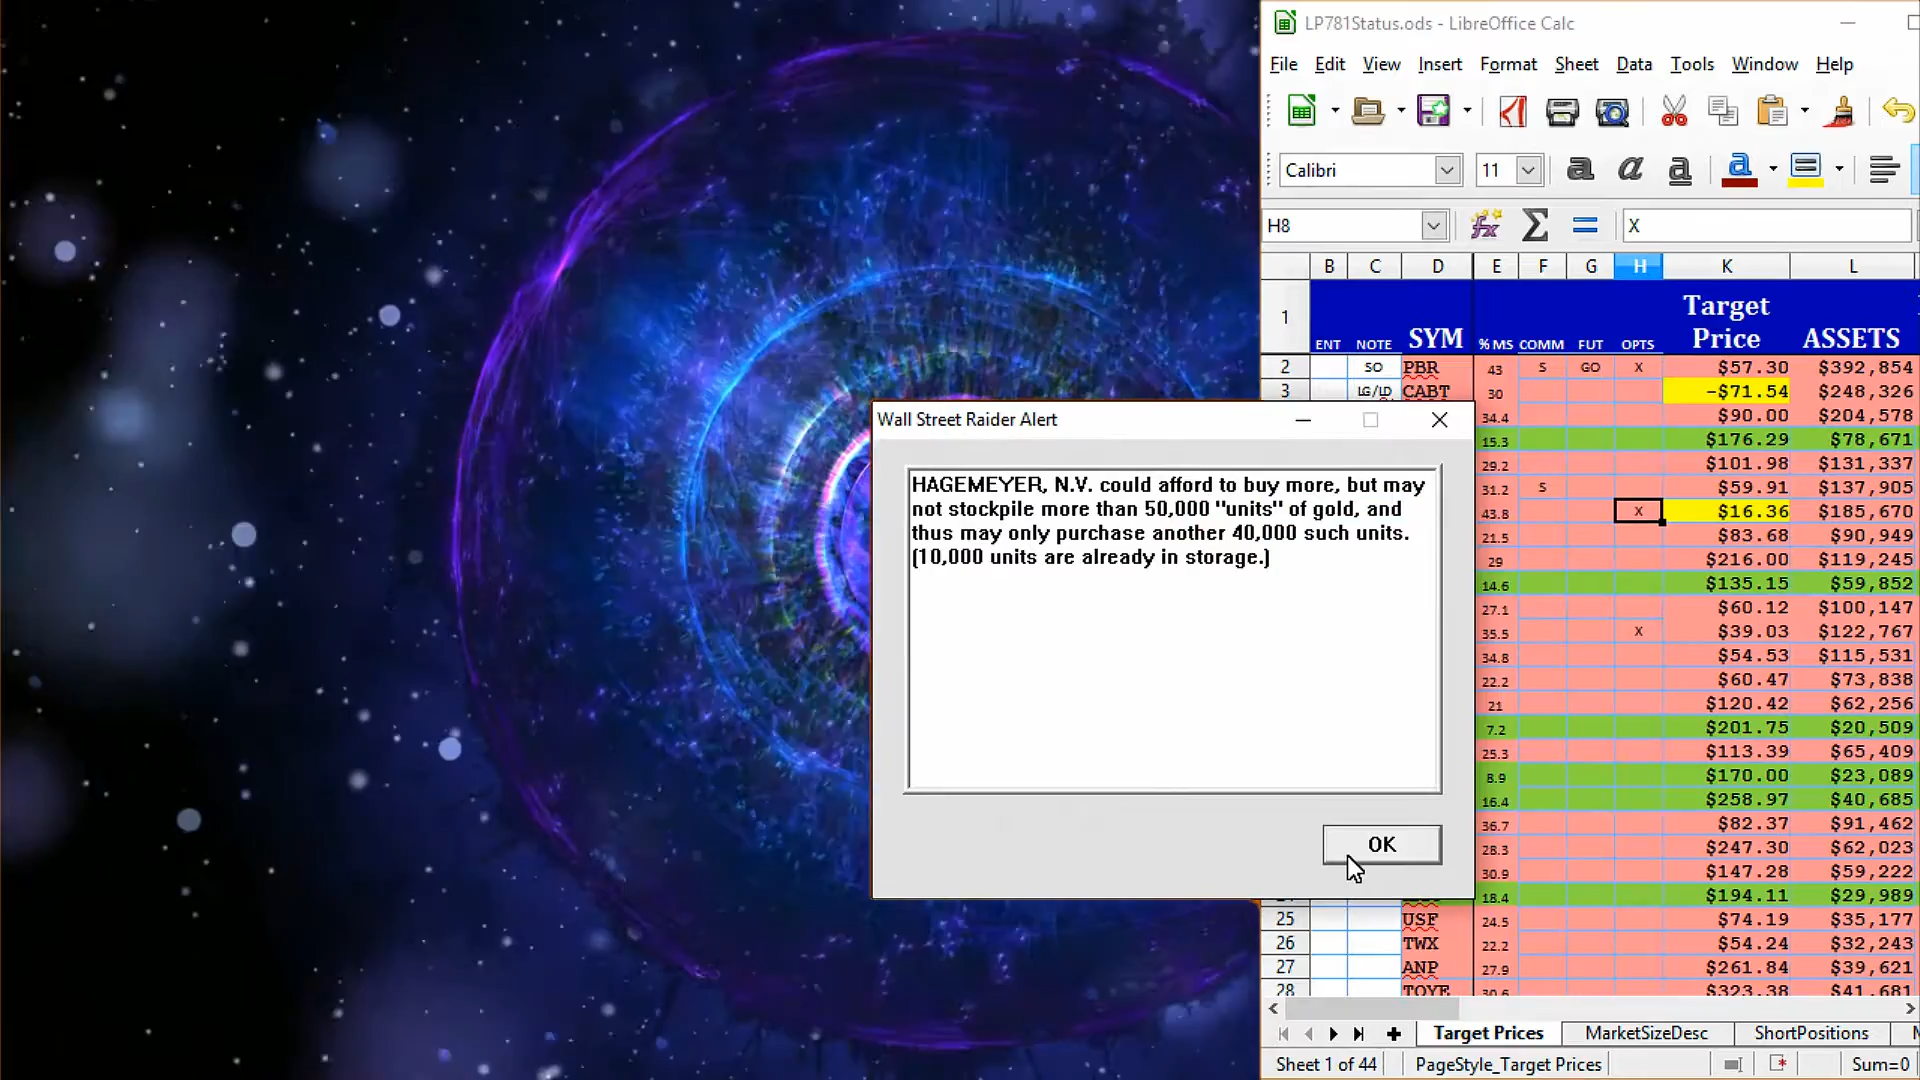 LP781Status.ods - LibreOffice Calc
File Edit View Insert Format Sheet Data Tools Window Help
Calibri 11
H8 X
B C D E F G H K L
1 ENT NOTE SYM % MS COMM FUT OPTS Target Price ASSETS
2 SO PBR 43 S GO X $57.30 $392,854
3 LG/LD CABT 30 -$71.54 $248,326
34.4 $90.00 $204,578
15.3 $176.29 $78,671
29.2 $101.98 $131,337
31.2 S $59.91 $137,905
43.8 X $16.36 $185,670
21.5 $83.68 $90,949
29 $216.00 $119,245
14.6 $135.15 $59,852
27.1 $60.12 $100,147
35.5 X $39.03 $122,767
34.8 $54.53 $115,531
22.2 $60.47 $73,838
21 $120.42 $62,256
7.2 $201.75 $20,509
25.3 $113.39 $65,409
8.9 $170.00 $23,089
16.4 $258.97 $40,685
36.7 $82.37 $91,462
28.3 $247.30 $62,023
30.9 $147.28 $59,222
18.4 $194.11 $29,989
25 USF 24.5 $74.19 $35,177
26 TWX 22.2 $54.24 $32,243
27 ANP 27.9 $261.84 $39,621
28 TOYE 30.6 $323.38 $41,681
Target Prices MarketSizeDesc ShortPositions
Sheet 1 of 44 PageStyle_Target Prices Sum=0
Wall Street Raider Alert
HAGEMEYER, N.V. could afford to buy more, but may
not stockpile more than 50,000 "units" of gold, and
thus may only purchase another 40,000 such units.
(10,000 units are already in storage.)
OK